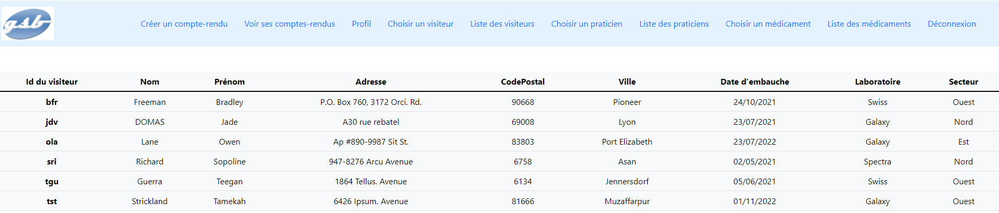 gsb
Créer un compte-rendu Voir ses comptes-rendus Profil Choisir un visiteur Liste des visiteurs Choisir un praticien Liste des praticiens Choisir un médicament Liste des médicaments Déconnexion
Id du visiteur Nom Prénom Adresse CodePostal Ville Date d'embauche Laboratoire Secteur
bfr Freeman Bradley P.O. Box 760, 3172 Orci. Rd. 90668 Pioneer 24/10/2021 Swiss Ouest
jdv DOMAS Jade A30 rue rebatel 69008 Lyon 23/07/2021 Galaxy Nord
ola Lane Owen Ap #890-9987 Sit St. 83803 Port Elizabeth 23/07/2022 Galaxy Est
sri Richard Sopoline 947-8276 Arcu Avenue 6758 Asan 02/05/2021 Spectra Nord
tgu Guerra Teegan 1864 Tellus. Avenue 6134 Jennersdorf 05/06/2021 Swiss Ouest
tst Strickland Tamekah 6426 Ipsum. Avenue 81666 Muzaffarpur 01/11/2022 Galaxy Ouest